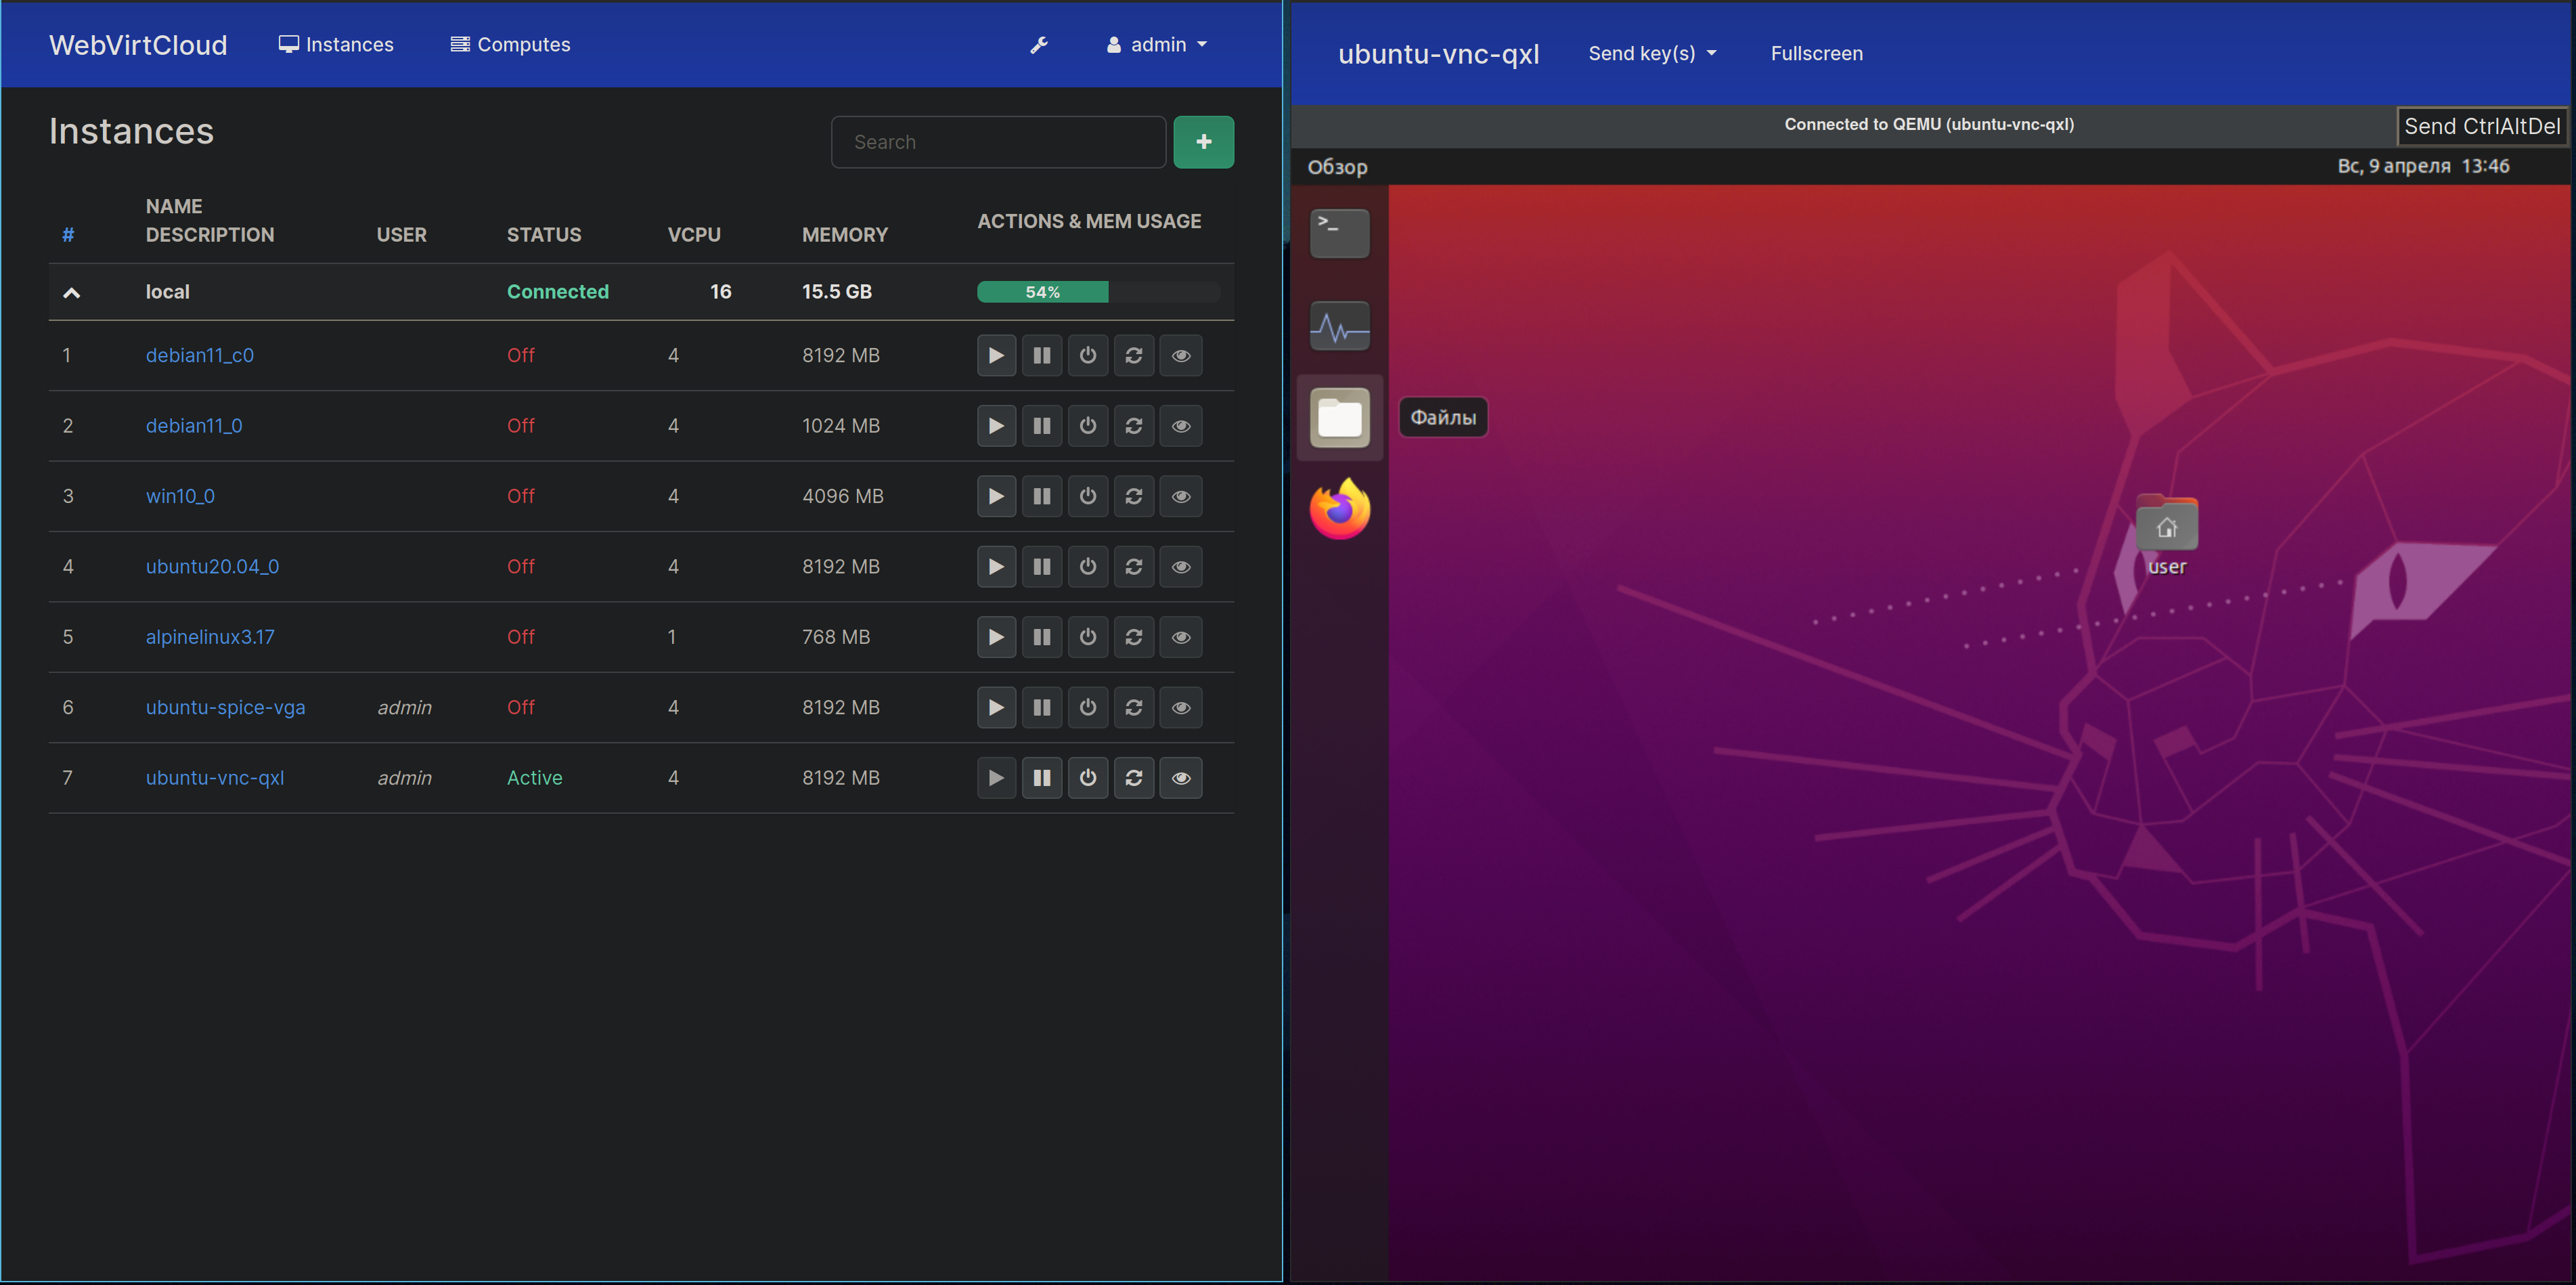 WebVirtCloud Instances Computes admin
Instances
Search
# NAME DESCRIPTION USER STATUS VCPU MEMORY ACTIONS & MEM USAGE
local Connected 16 15.5 GB 54%
1 debian11_c0 Off 4 8192 MB
2 debian11_0 Off 4 1024 MB
3 win10_0 Off 4 4096 MB
4 ubuntu20.04_0 Off 4 8192 MB
5 alpinelinux3.17 Off 1 768 MB
6 ubuntu-spice-vga admin Off 4 8192 MB
7 ubuntu-vnc-qxl admin Active 4 8192 MB
ubuntu-vnc-qxl Send key(s) Fullscreen
Connected to QEMU (ubuntu-vnc-qxl) Send CtrlAltDel
Обзор Вс, 9 апреля 13:46
Файлы
user